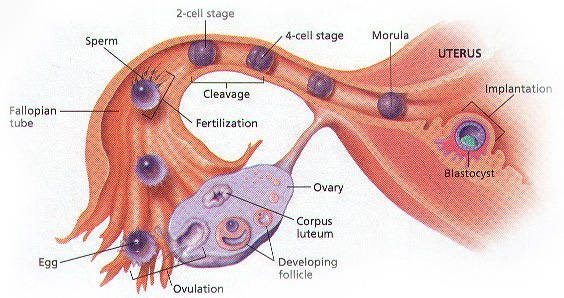 2-cell stage
Sperm
4-cell stage
Morula
UTERUS
Implantation
Cleavage
Fallopian
tube
Fertilization
Blastocyst
Ovary
Corpus
luteum
Egg
Developing
follicle
Ovulation